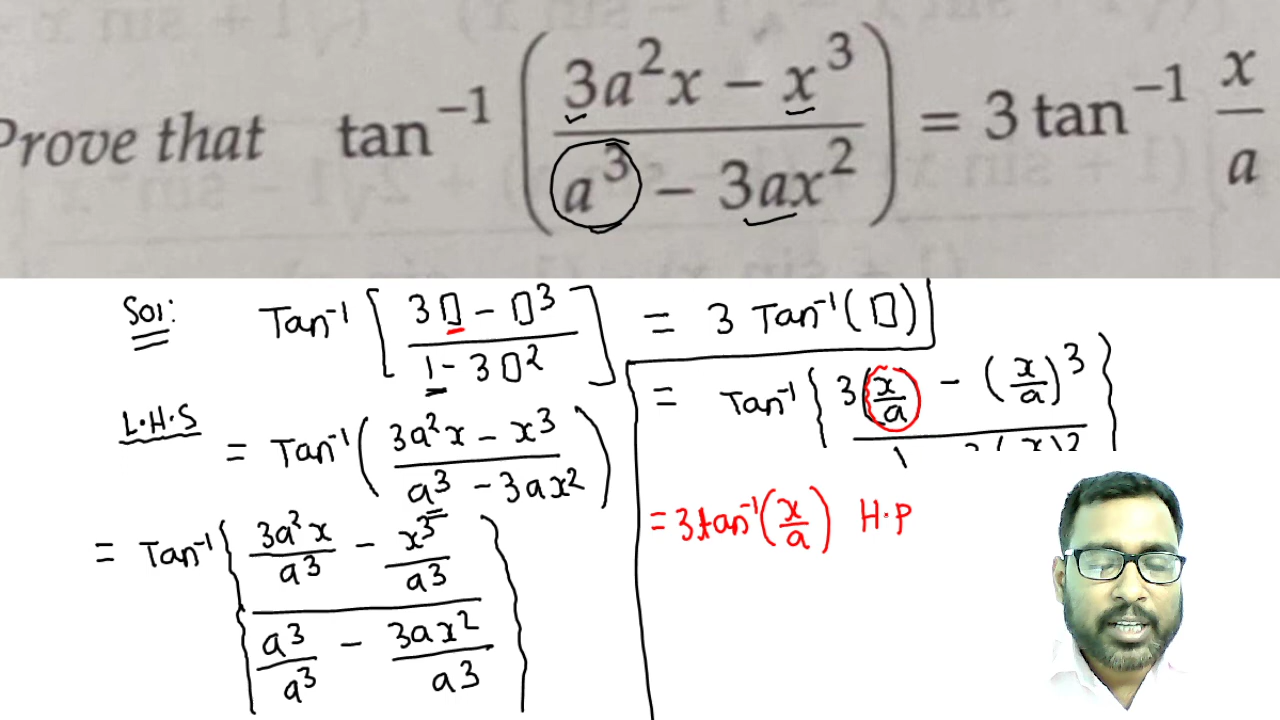 Prove that tan⁻¹ ( (3a²x − x³) / (a³ − 3ax²) ) = 3 tan⁻¹ x/a
Sol: Tan⁻¹ [ (3▯ − ▯³) / (1 − 3▯²) ] = 3 Tan⁻¹(▯)
L.H.S
= Tan⁻¹ ( (3a²x − x³) / (a³ − 3ax²) )
= Tan⁻¹ { (3a²x/a³ − x³/a³) / (a³/a³ − 3ax²/a³) }
= Tan⁻¹ { 3(x/a) − (x/a)³ / 1
= 3tan⁻¹(x/a) H.P